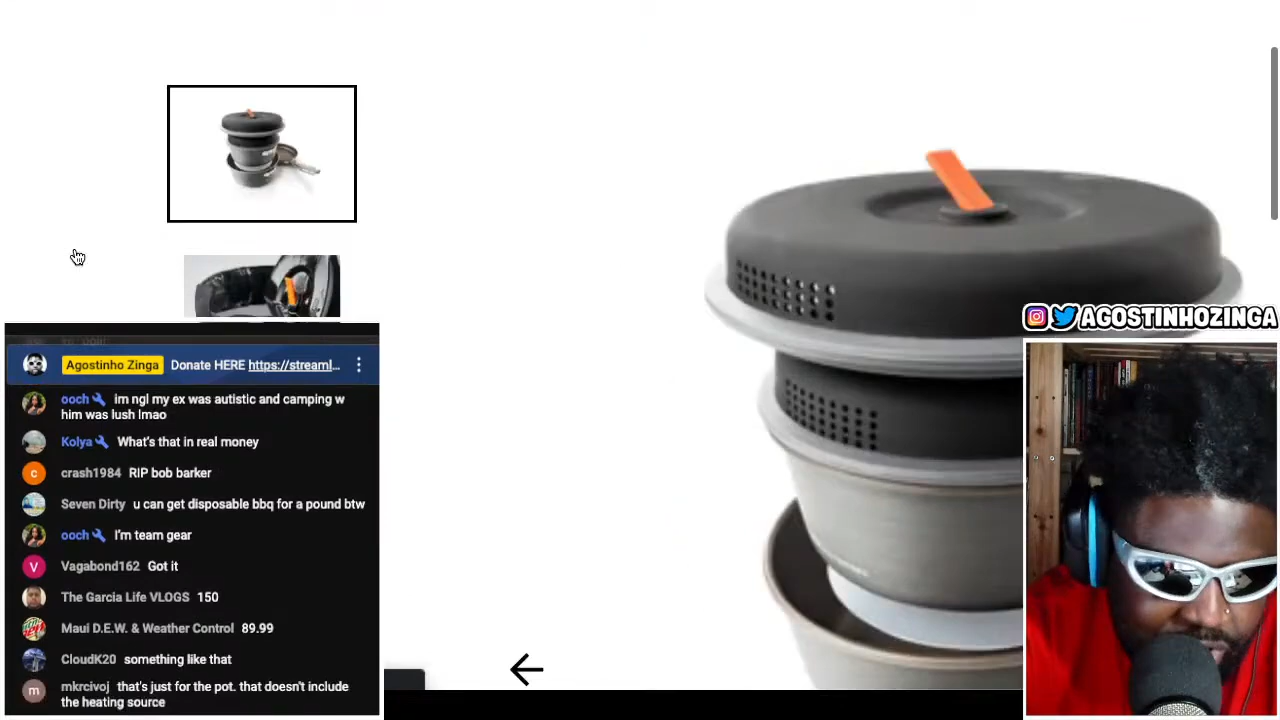 Agostinho Zinga Donate HERE https://streaml...
ooch im ngl my ex was autistic and camping w
him was lush lmao
Kolya What's that in real money
crash1984 RIP bob barker
Seven Dirty u can get disposable bbq for a pound btw
ooch I'm team gear
Vagabond162 Got it
The Garcia Life VLOGS 150
Maui D.E.W. & Weather Control 89.99
CloudK20 something like that
mkrcivoj that's just for the pot. that doesn't include
the heating source
AGOSTINHOZINGA